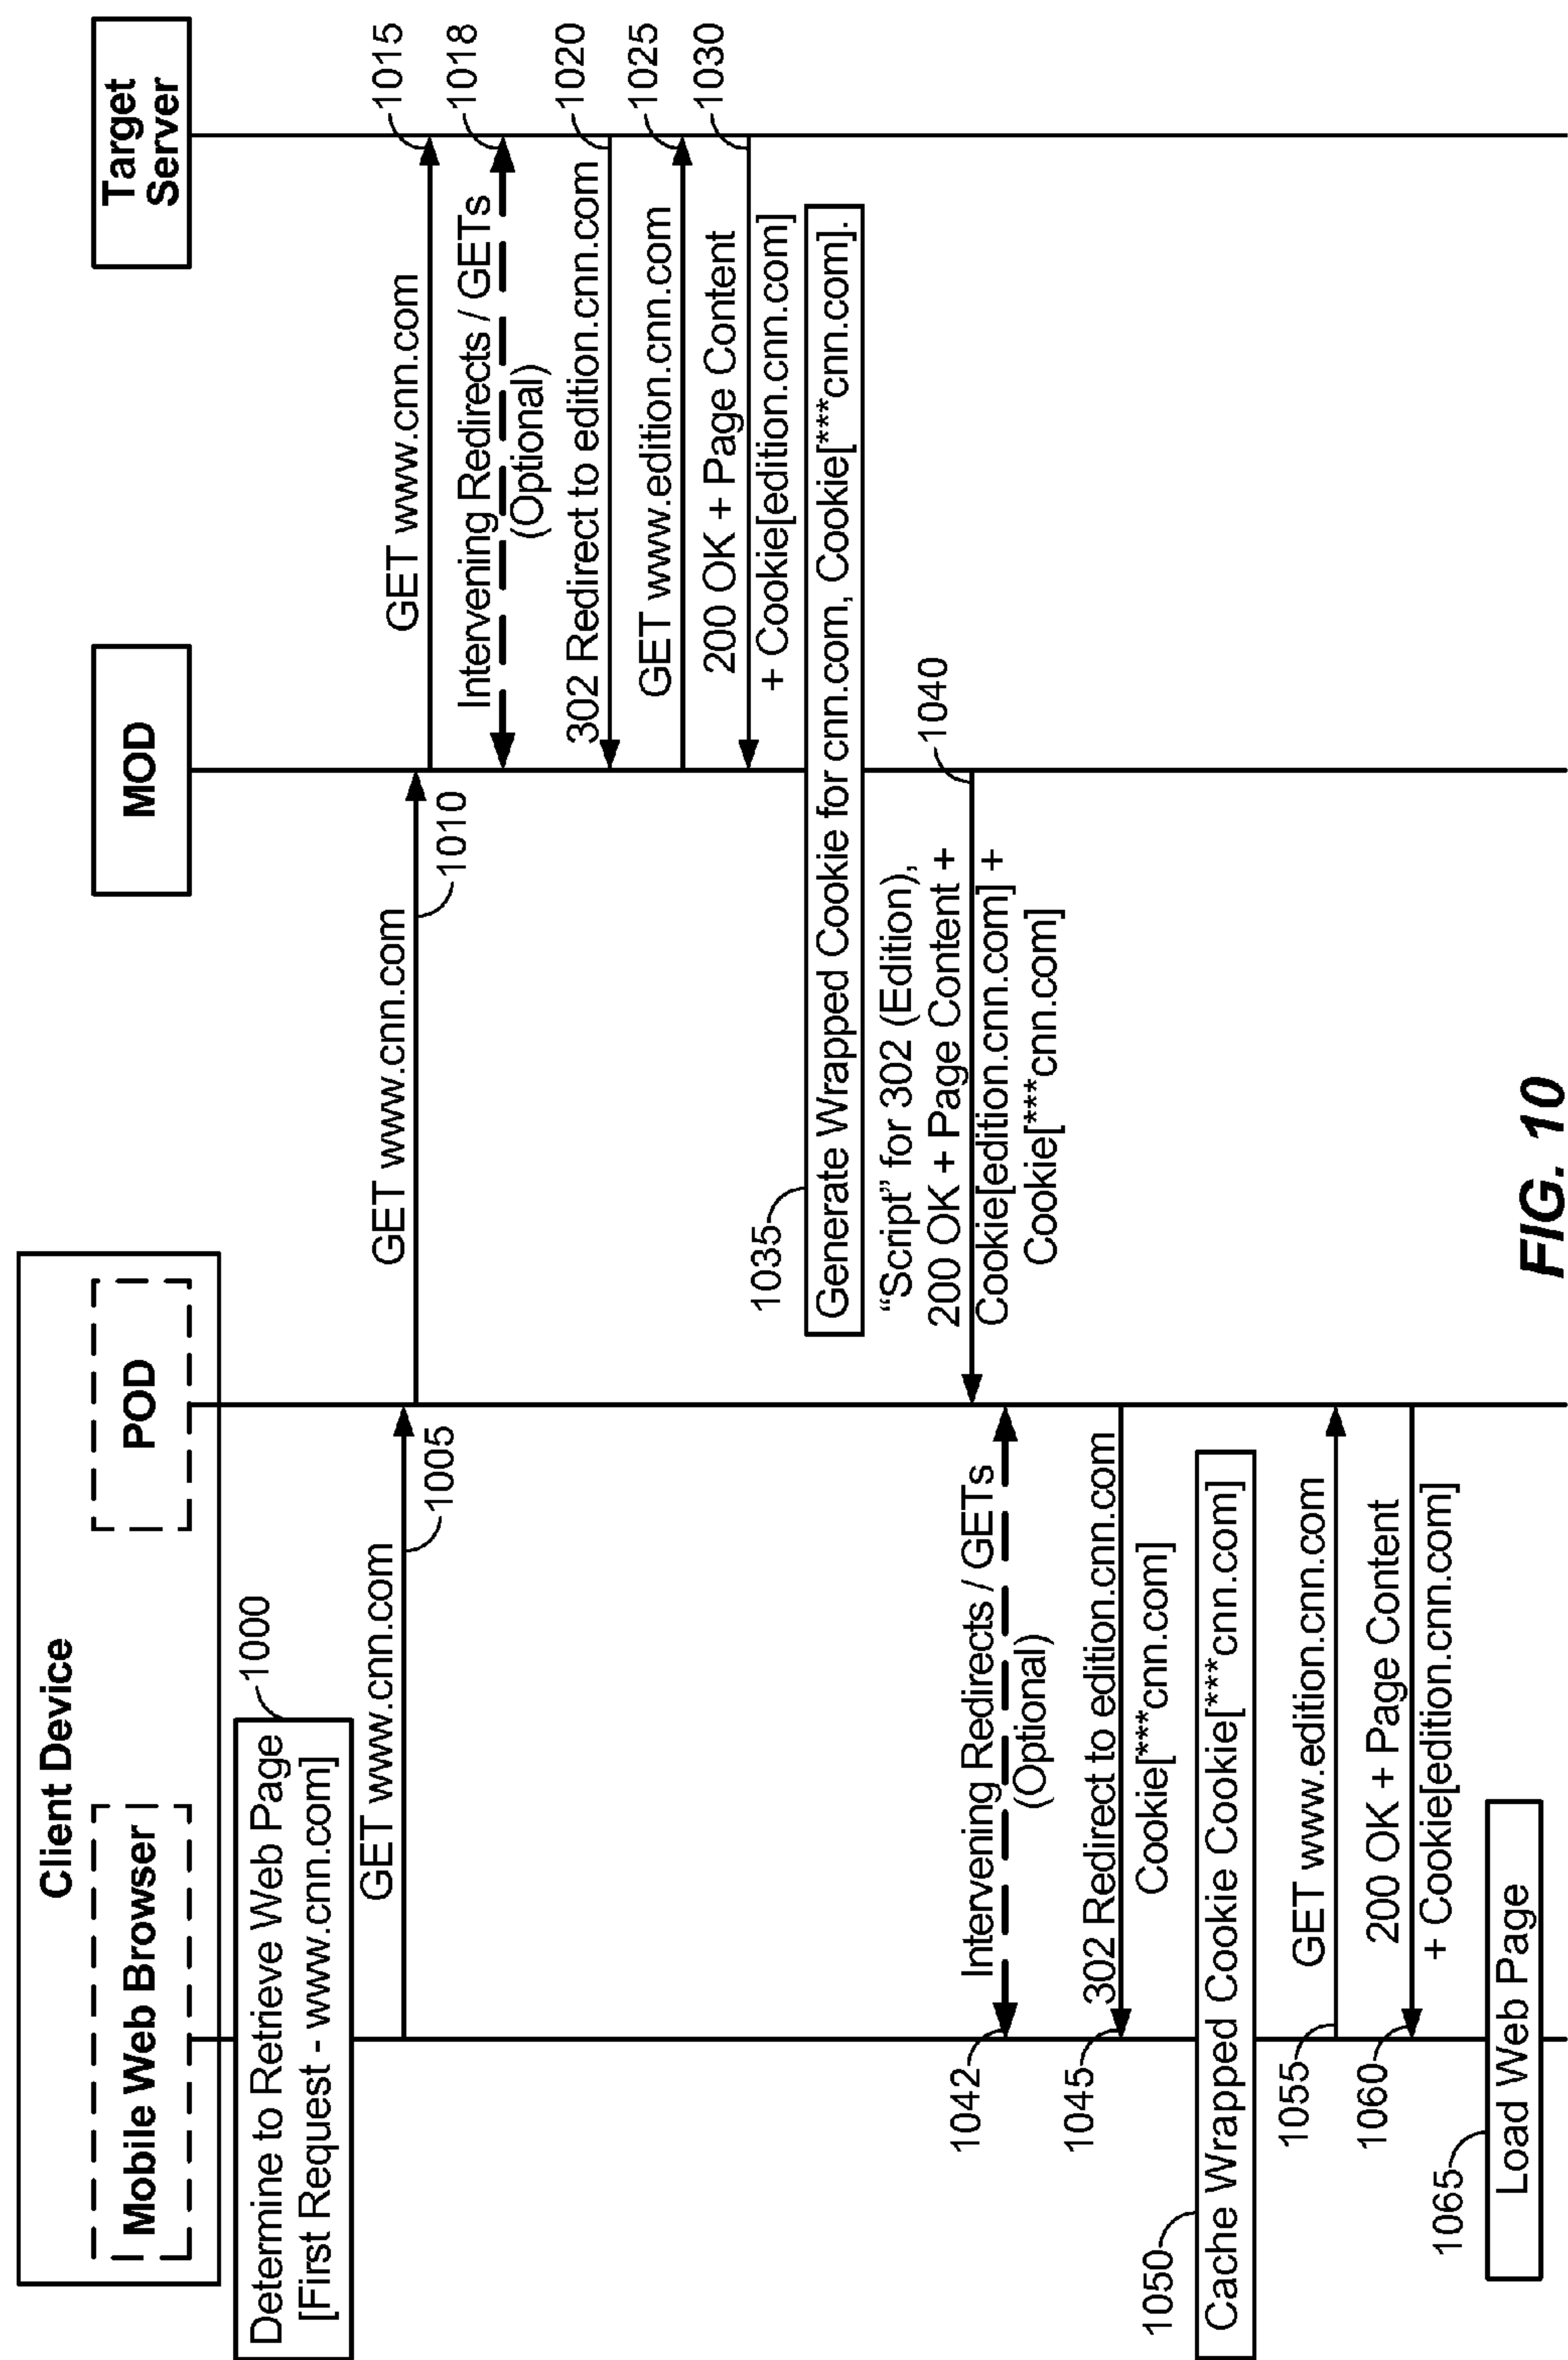 Client Device
Mobile Web Browser
POD
MOD
Target
Server
1000
Determine to Retrieve Web Page
[First Request - www.cnn.com]
GET www.cnn.com
1005
GET www.cnn.com
1010
GET www.cnn.com
1015
Intervening Redirects / GETs
(Optional)
1018
302 Redirect to edition.cnn.com
1020
GET www.edition.cnn.com
1025
200 OK + Page Content
+ Cookie[edition.cnn.com]
1030
1035
Generate Wrapped Cookie for cnn.com, Cookie[***cnn.com].
“Script” for 302 (Edition),
200 OK + Page Content +
Cookie[edition.cnn.com] +
Cookie[***cnn.com]
1040
Intervening Redirects / GETs
(Optional)
1042
302 Redirect to edition.cnn.com
Cookie[***cnn.com]
1045
1050
Cache Wrapped Cookie Cookie[***cnn.com]
GET www.edition.cnn.com
1055
200 OK + Page Content
+ Cookie[edition.cnn.com]
1060
1065
Load Web Page
FIG. 10